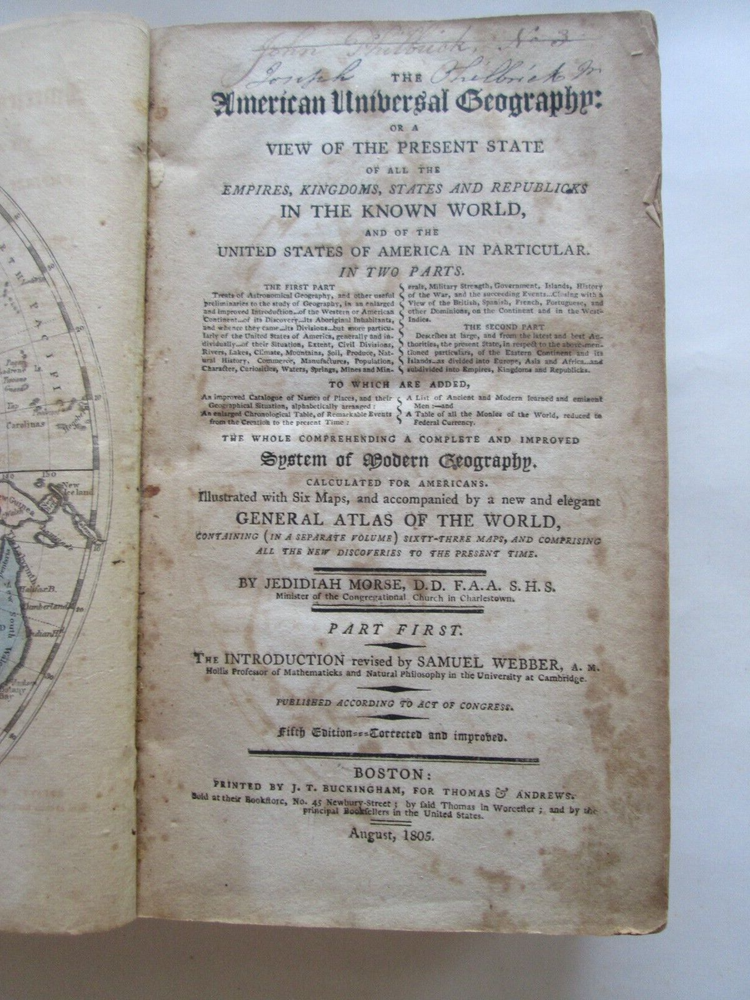 John Philbrick, No 3
Joseph Philbrick Jr
THE
American Universal Geography:
OR A
VIEW OF THE PRESENT STATE
OF ALL THE
EMPIRES, KINGDOMS, STATES AND REPUBLICKS
IN THE KNOWN WORLD,
AND OF THE
UNITED STATES OF AMERICA IN PARTICULAR.
IN TWO PARTS.
THE FIRST PART
Treats of Astronomical Geography, and other useful
preliminaries to the study of Geography, in an enlarged
and improved Introduction...of the Western or American
Continent...of its Discovery...its Aboriginal Inhabitants,
and whence they came...its Divisions...but more particu-
larly of the United States of America, generally and in-
dividually...of their Situation, Extent, Civil Divisions,
Rivers, Lakes, Climate, Mountains, Soil, Produce, Nat-
ural History, Commerce, Manufactures, Population,
Character, Curiosities, Waters, Springs, Mines and Min-
erals, Military Strength, Government, Islands, History
of the War, and the succeeding Events...Closing with a
View of the British, Spanish, French, Portuguese, and
other Dominions, on the Continent and in the West-
Indies.
THE SECOND PART
Describes at large, and from the latest and best Au-
thorities, the present State, in respect to the abovemen-
tioned particulars, of the Eastern Continent and its
Islands...as divided into Europe, Asia and Africa...and
subdivided into Empires, Kingdoms and Republicks.
TO WHICH ARE ADDED,
An improved Catalogue of Names of Places, and their
Geographical Situation, alphabetically arranged:
An enlarged Chronological Table, of Remarkable Events
from the Creation to the present Time:
A List of Ancient and Modern learned and eminent
Men:—and
A Table of all the Monies of the World, reduced to
Federal Currency.
THE WHOLE COMPREHENDING A COMPLETE AND IMPROVED
System of Modern Geography.
CALCULATED FOR AMERICANS.
Illustrated with Six Maps, and accompanied by a new and elegant
GENERAL ATLAS OF THE WORLD,
CONTAINING (IN A SEPARATE VOLUME) SIXTY-THREE MAPS, AND COMPRISING
ALL THE NEW DISCOVERIES TO THE PRESENT TIME.
BY JEDIDIAH MORSE, D.D. F.A.A. S.H.S.
Minister of the Congregational Church in Charlestown.
PART FIRST.
THE INTRODUCTION revised by SAMUEL WEBBER, A. M.
Hollis Professor of Mathematicks and Natural Philosophy in the University at Cambridge.
PUBLISHED ACCORDING TO ACT OF CONGRESS.
Fifth Edition---Corrected and improved.
BOSTON:
PRINTED BY J. T. BUCKINGHAM, FOR THOMAS & ANDREWS.
Sold at their Bookstore, No. 45 Newbury-Street; by said Thomas in Worcester; and by the
principal Booksellers in the United States.
August, 1805.
PACIFI
Carolinas
150
New
Ireland
New South Wales